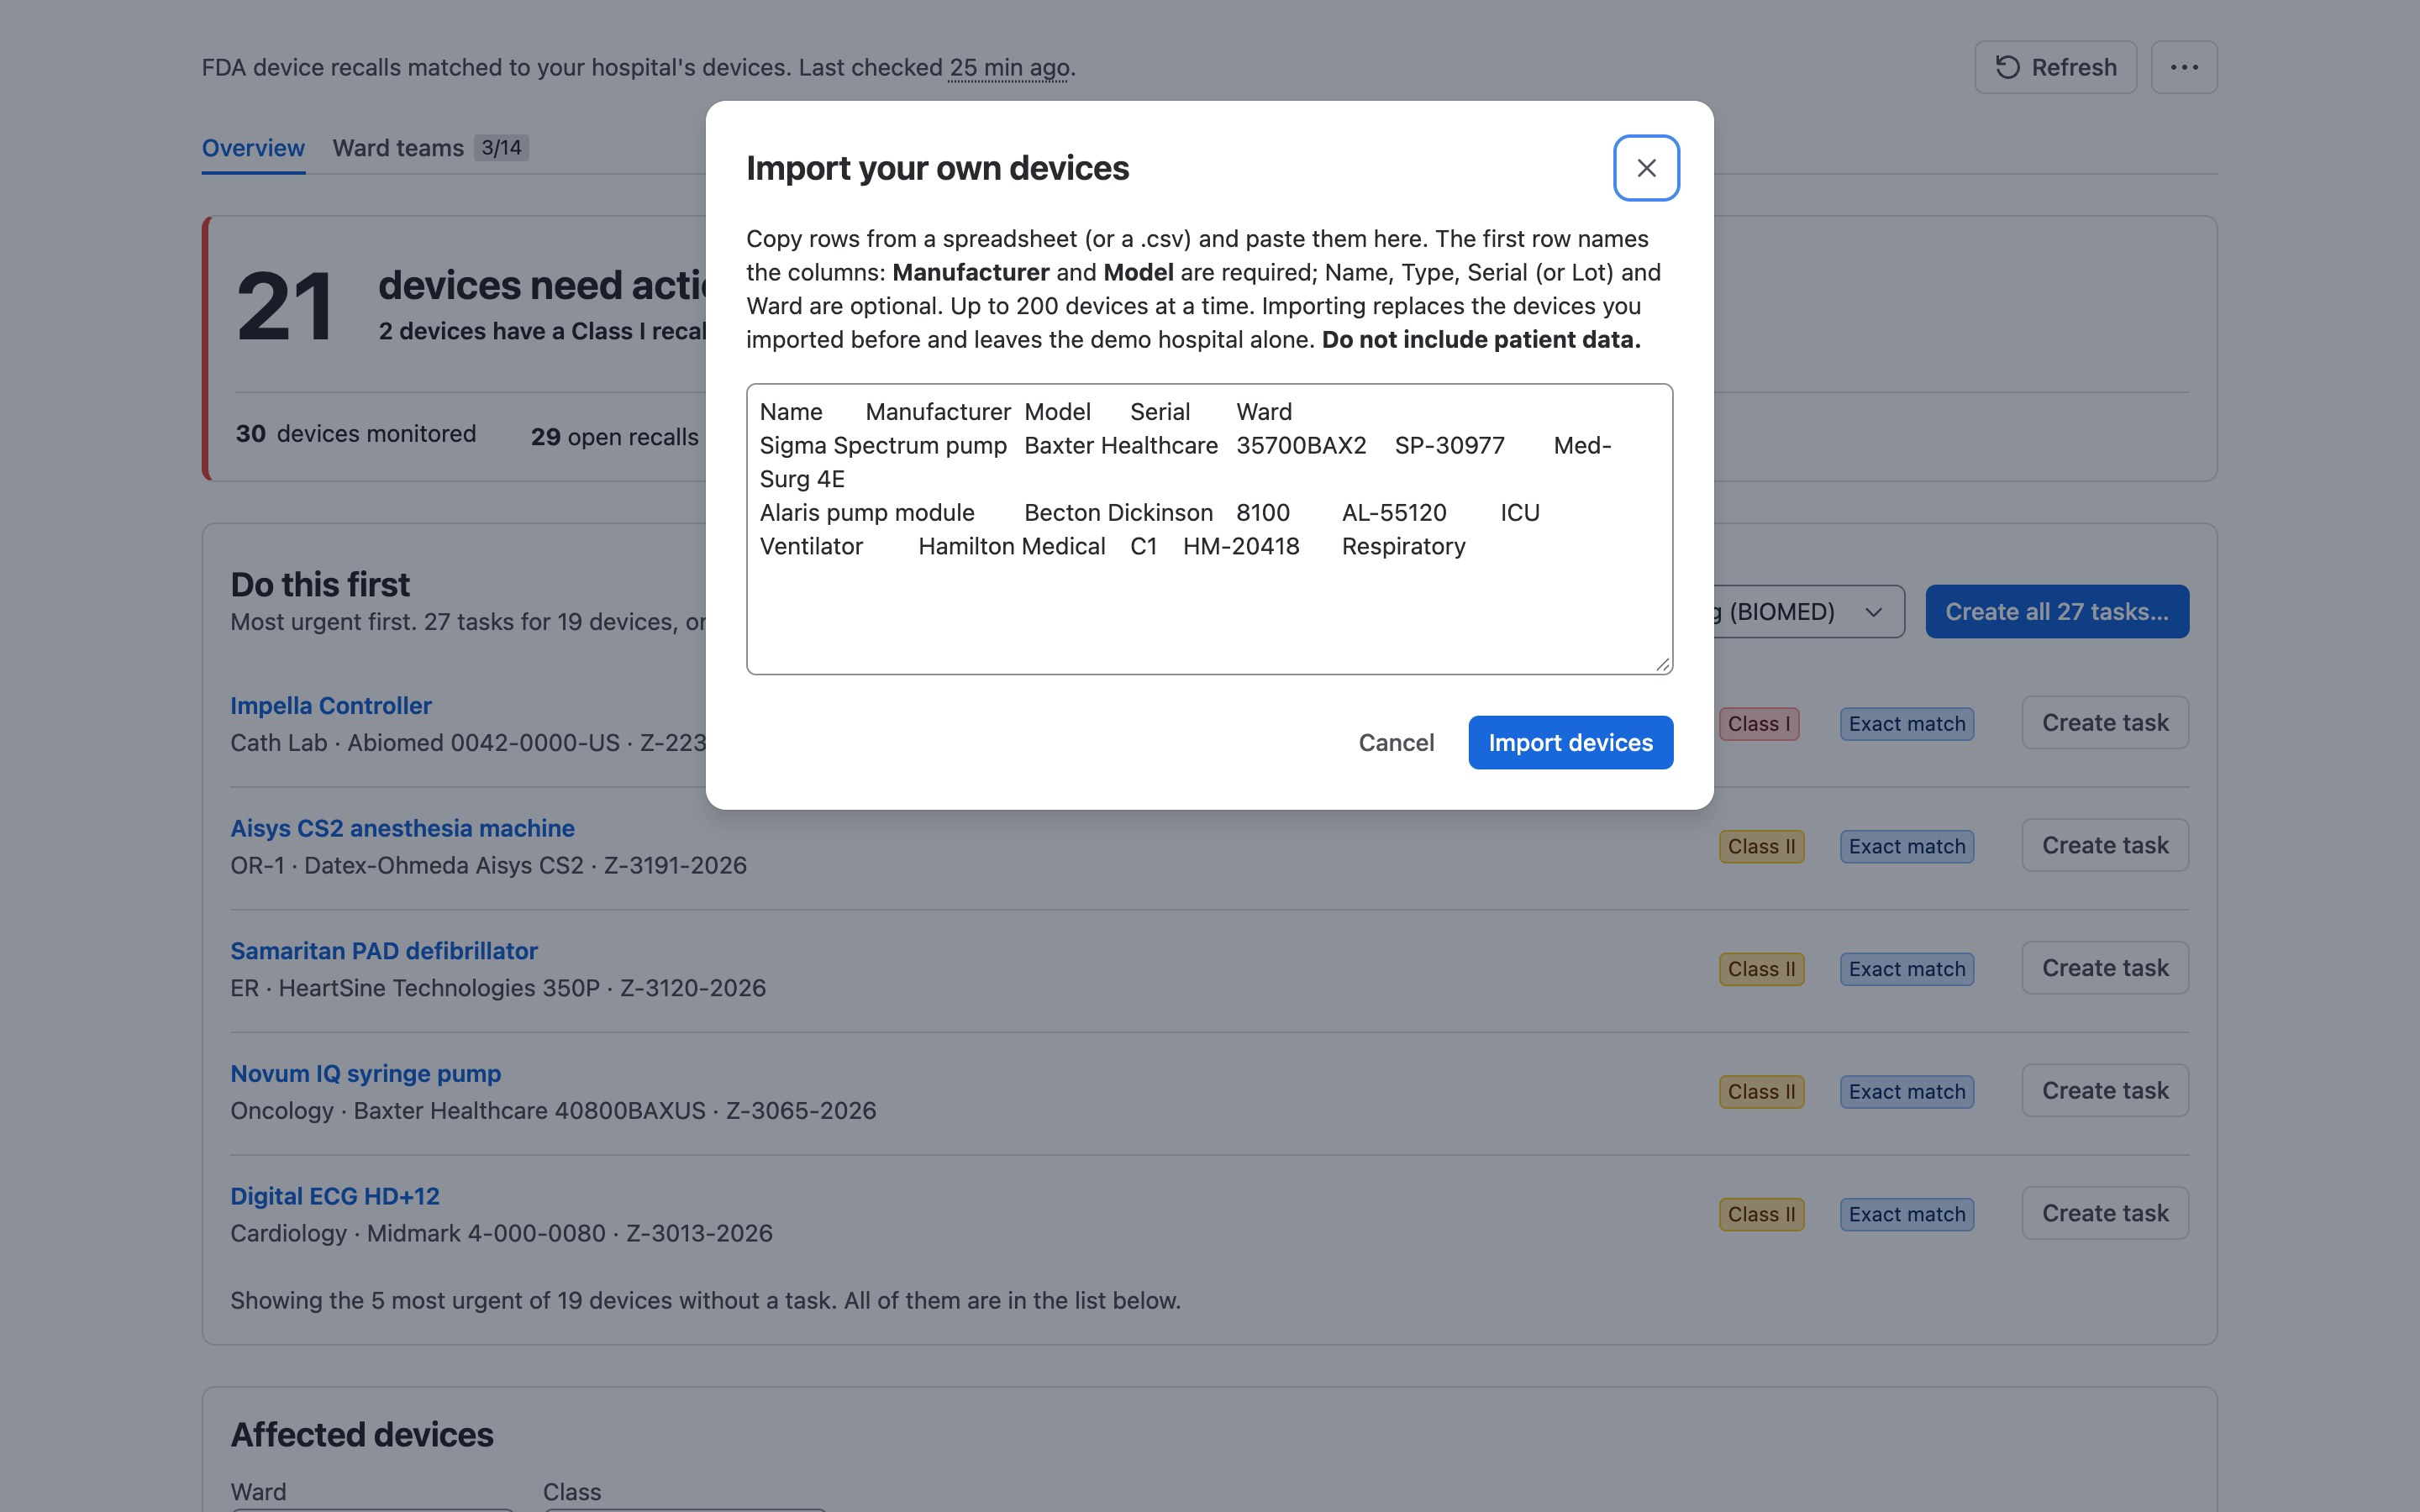 FDA device recalls matched to your hospital's devices. Last checked 25 min ago.
Refresh
Overview
Ward teams 3/14
Import your own devices
Copy rows from a spreadsheet (or a .csv) and paste them here. The first row names
the columns: Manufacturer and Model are required; Name, Type, Serial (or Lot) and
Ward are optional. Up to 200 devices at a time. Importing replaces the devices you
imported before and leaves the demo hospital alone. Do not include patient data.
Name Manufacturer Model Serial Ward
Sigma Spectrum pump Baxter Healthcare 35700BAX2 SP-30977 Med-
Surg 4E
Alaris pump module Becton Dickinson 8100 AL-55120 ICU
Ventilator Hamilton Medical C1 HM-20418 Respiratory
Cancel
Import devices
21
devices need
2 devices have a Class I
30 devices monitored
29 open recalls
Do this first
Most urgent first. 27 tasks for 19 devices,
(BIOMED)
Create all 27 tasks...
Impella Controller
Cath Lab · Abiomed 0042-0000-US · Z-223
Class I
Exact match
Create task
Aisys CS2 anesthesia machine
OR-1 · Datex-Ohmeda Aisys CS2 · Z-3191-2026
Class II
Exact match
Create task
Samaritan PAD defibrillator
ER · HeartSine Technologies 350P · Z-3120-2026
Class II
Exact match
Create task
Novum IQ syringe pump
Oncology · Baxter Healthcare 40800BAXUS · Z-3065-2026
Class II
Exact match
Create task
Digital ECG HD+12
Cardiology · Midmark 4-000-0080 · Z-3013-2026
Class II
Exact match
Create task
Showing the 5 most urgent of 19 devices without a task. All of them are in the list below.
Affected devices
Ward
Class